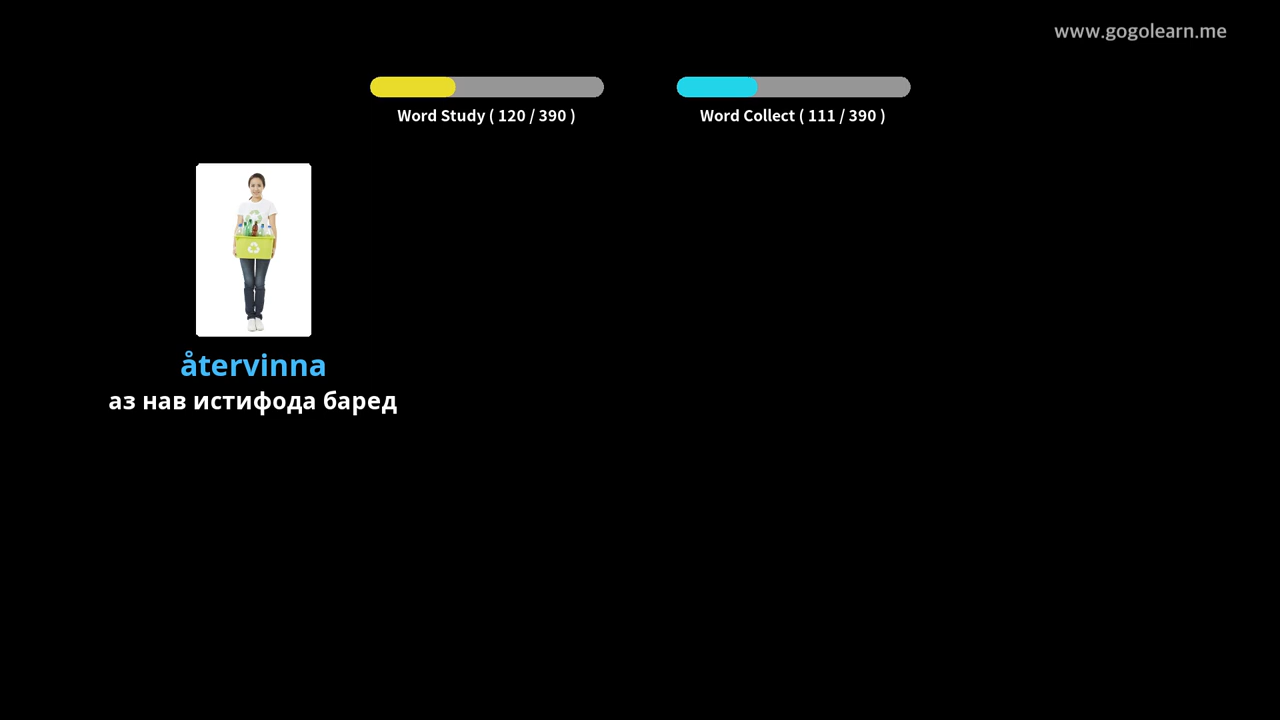 www.gogolearn.me
Word Study ( 120 / 390 )
Word Collect ( 111 / 390 )
återvinna
аз нав истифода баред